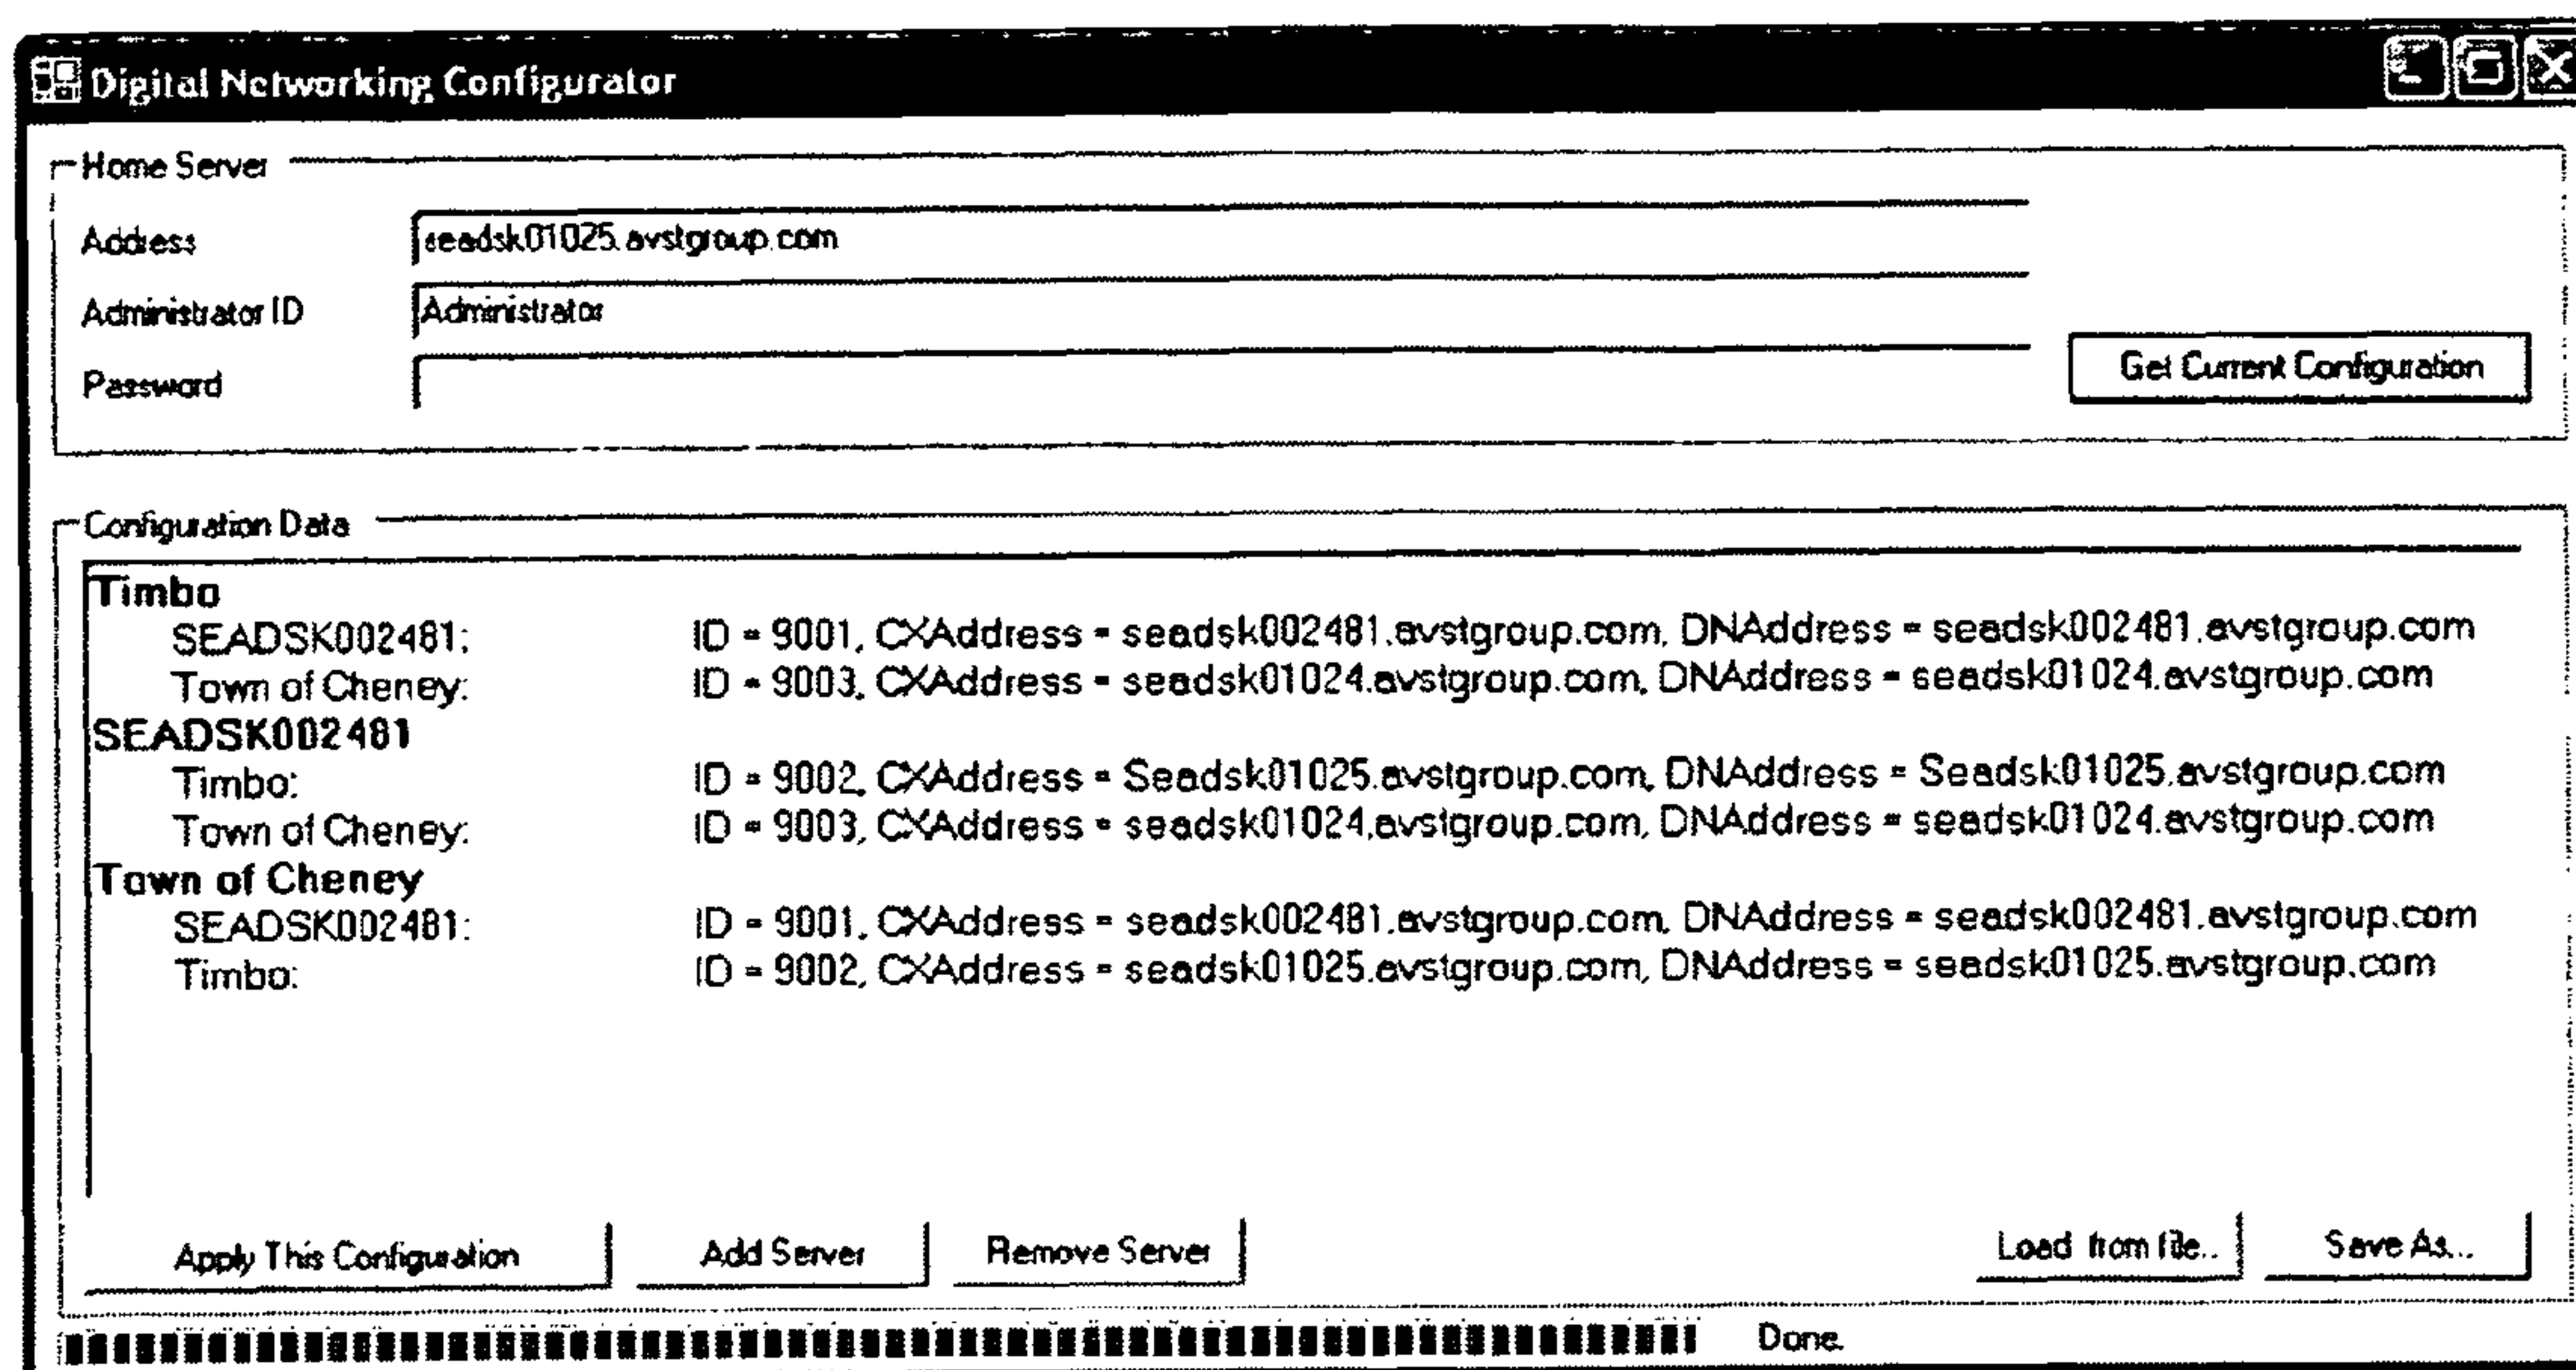 Digital Networking Configurator
Home Server
Address seadsk01025.avstgroup.com
Administrator ID Administrator
Password
Get Current Configuration
Configuration Data
Timbo
SEADSK002481: ID = 9001, CXAddress = seadsk002481.avstgroup.com, DNAddress = seadsk002481.avstgroup.com
Town of Cheney: ID = 9003, CXAddress = seadsk01024.avstgroup.com, DNAddress = seadsk01024.avstgroup.com
SEADSK002481
Timbo: ID = 9002, CXAddress = Seadsk01025.avstgroup.com, DNAddress = Seadsk01025.avstgroup.com
Town of Cheney: ID = 9003, CXAddress = seadsk01024.avstgroup.com, DNAddress = seadsk01024.avstgroup.com
Town of Cheney
SEADSK002481: ID = 9001, CXAddress = seadsk002481.avstgroup.com, DNAddress = seadsk002481.avstgroup.com
Timbo: ID = 9002, CXAddress = seadsk01025.avstgroup.com, DNAddress = seadsk01025.avstgroup.com
Apply This Configuration Add Server Remove Server Load from file.. Save As...
Done.